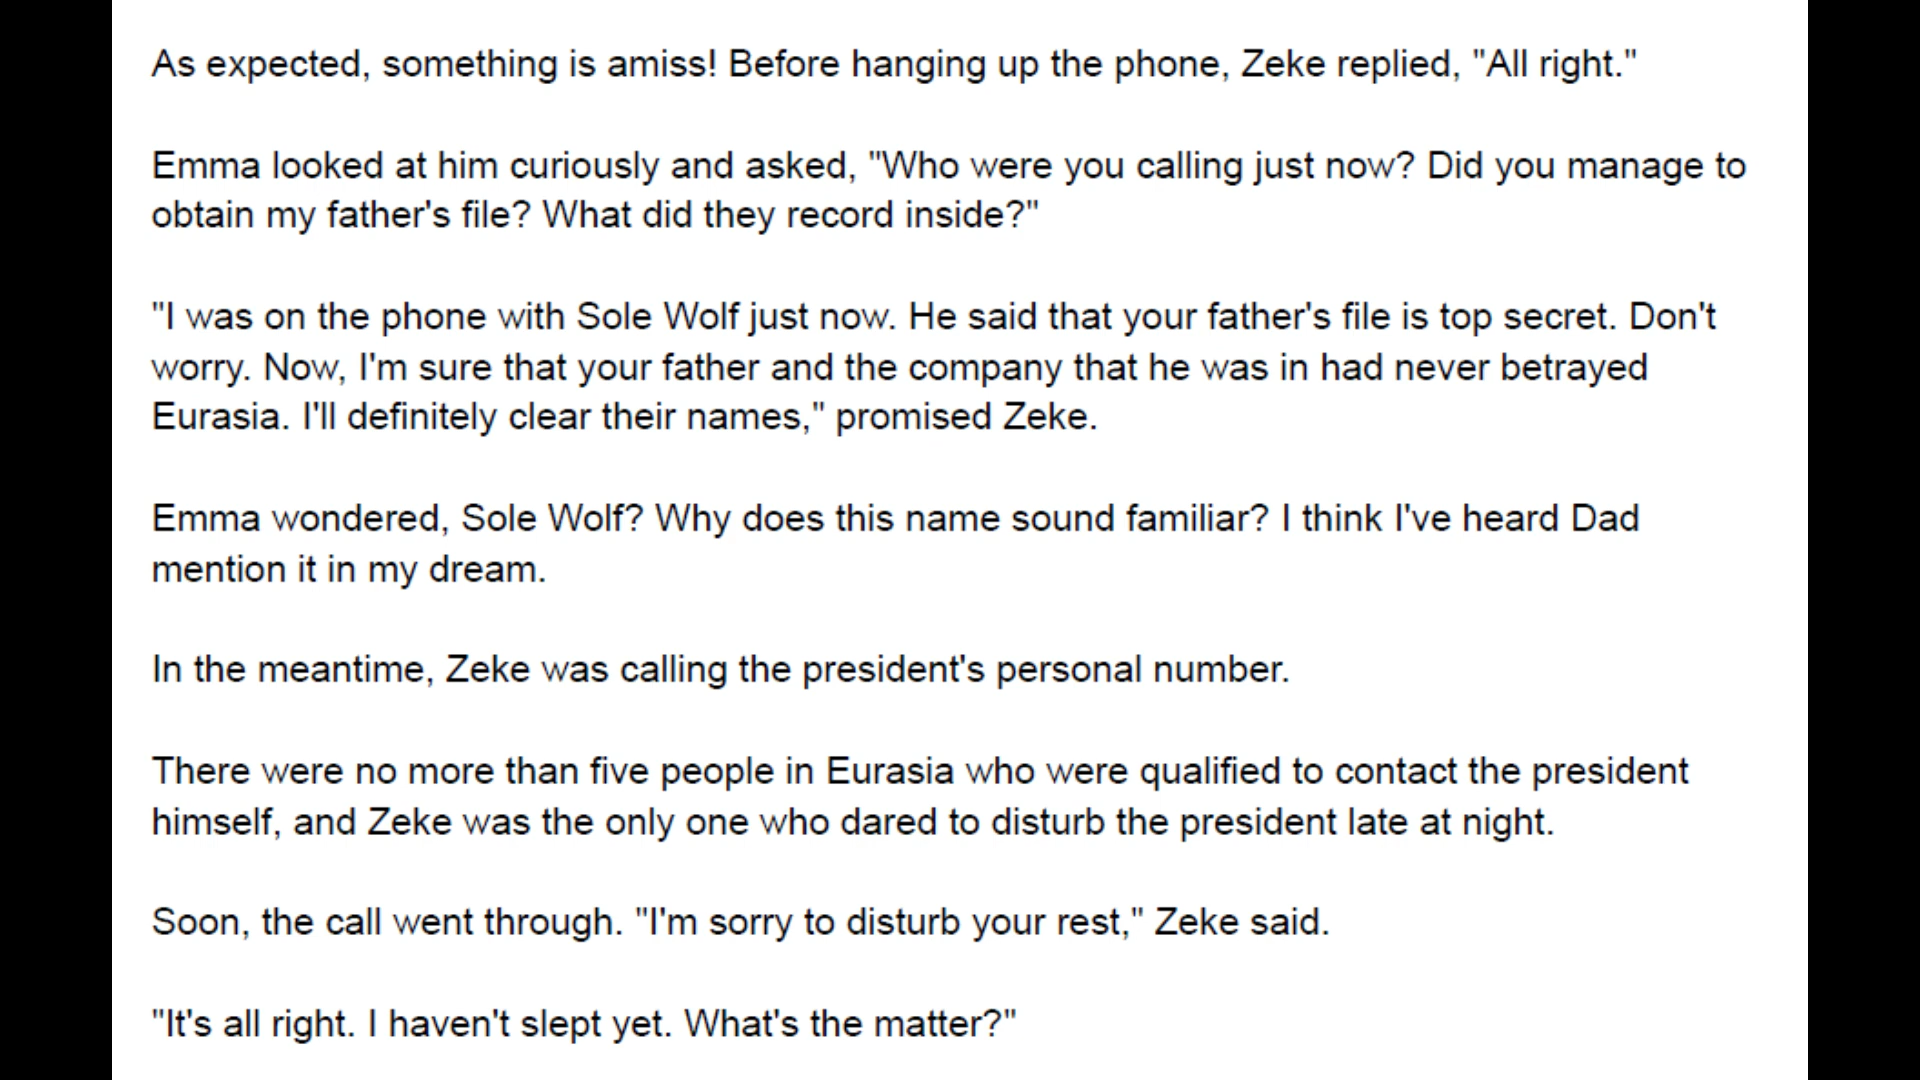 As expected, something is amiss! Before hanging up the phone, Zeke replied, "All right."
Emma looked at him curiously and asked, "Who were you calling just now? Did you manage to
obtain my father's file? What did they record inside?"
"I was on the phone with Sole Wolf just now. He said that your father's file is top secret. Don't
worry. Now, I'm sure that your father and the company that he was in had never betrayed
Eurasia. I'll definitely clear their names," promised Zeke.
Emma wondered, Sole Wolf? Why does this name sound familiar? I think I've heard Dad
mention it in my dream.
In the meantime, Zeke was calling the president's personal number.
There were no more than five people in Eurasia who were qualified to contact the president
himself, and Zeke was the only one who dared to disturb the president late at night.
Soon, the call went through. "I'm sorry to disturb your rest," Zeke said.
"It's all right. I haven't slept yet. What's the matter?"